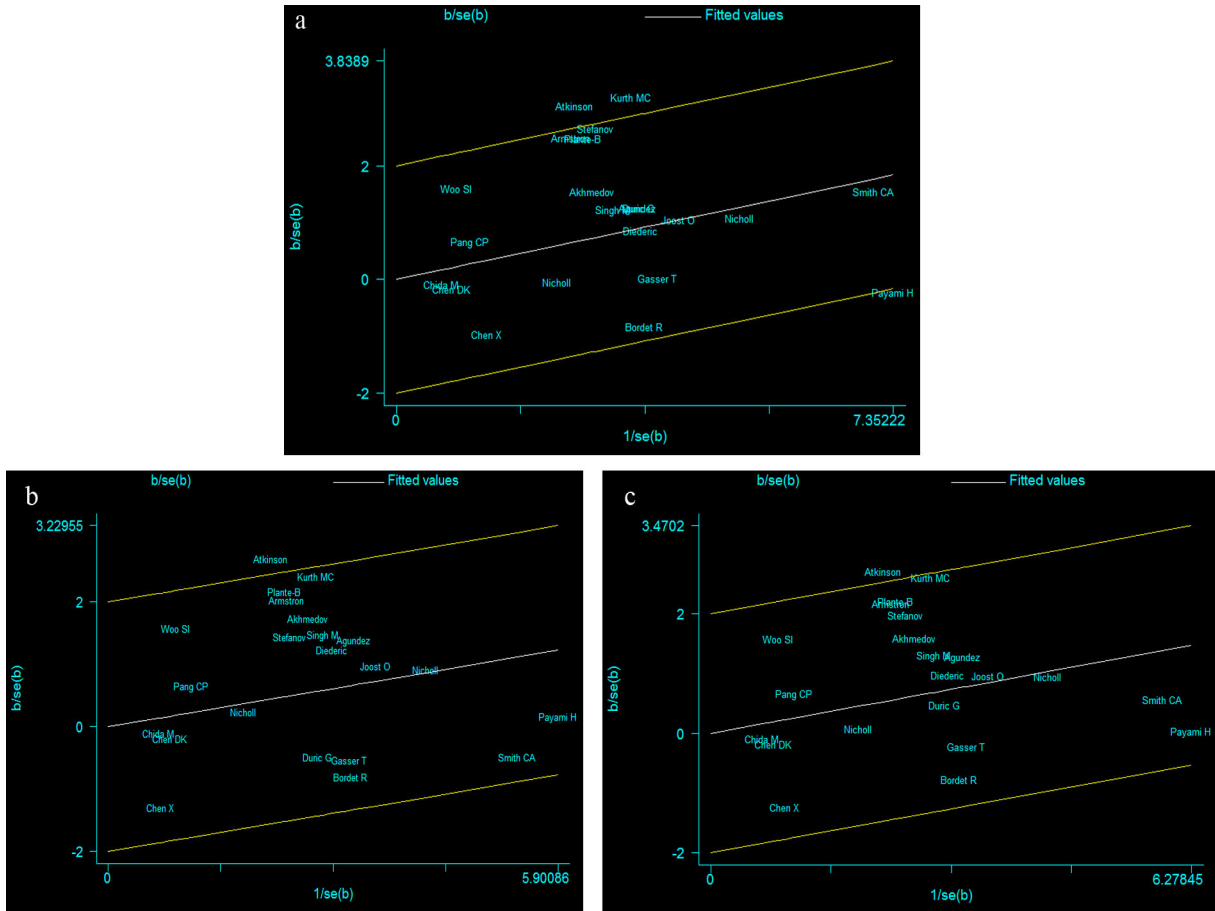 a
b/se(b) Fitted values
3.8389
Kurth MC
Atkinson
Stefanov
Armstron
Plante-B
2
Woo SI
Akhmedov
Smith CA
Singh M
Joost O
Nicholl
Diederic
Pang CP
b/se(b)
0
Chida M
Chen DK
Nicholl
Gasser T
Payami H
Bordet R
Chen X
-2
0
7.35222
1/se(b)
b
b/se(b) Fitted values
3.22955
Atkinson
Kurth MC
Plante-B
Armstron
2
Akhmedov
Woo SI
Stefanov
Singh M
Agundez
Diederic
Joost O
Nicholl
Pang CP
b/se(b)
Nicholl
Payami H
0
Chida M
Chen DK
Duric G
Gasser T
Smith CA
Bordet R
Chen X
-2
0
5.90086
1/se(b)
c
b/se(b) Fitted values
3.4702
Atkinson
Kurth MC
Plante-B
Armstron
2
Stefanov
Woo SI
Akhmedov
Singh M
Agundez
Diederic
Joost O
Nicholl
Pang CP
Smith CA
Duric G
b/se(b)
Nicholl
Payami H
0
Chida M
Chen DK
Gasser T
Bordet R
Chen X
-2
0
6.27845
1/se(b)